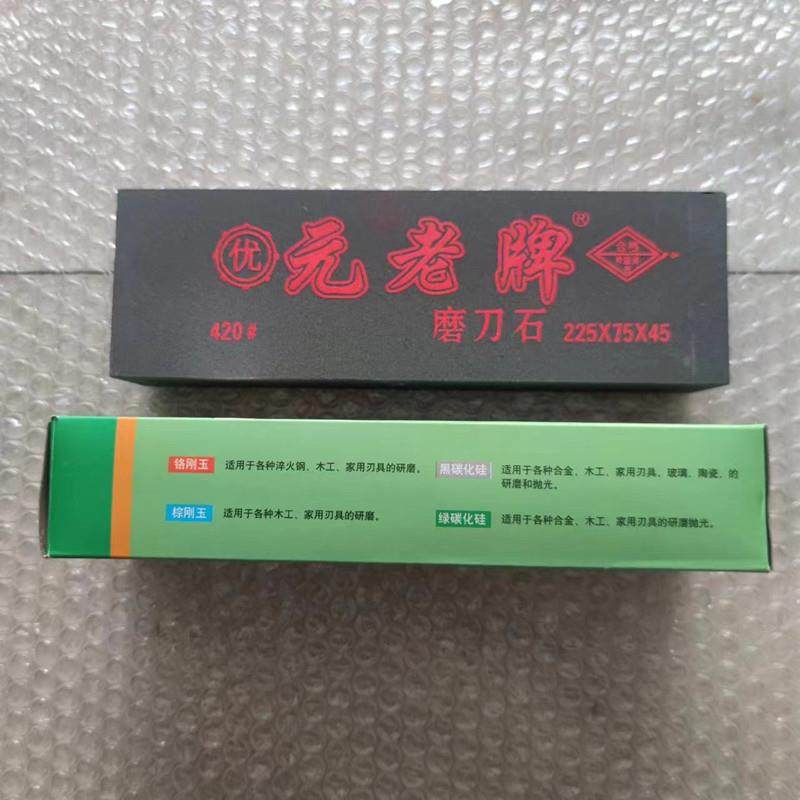 优 元老牌®
合格
420# 磨刀石 225X75X45
铬刚玉 适用于各种淬火钢、木工、家用刃具的研磨。
棕刚玉 适用于各种木工、家用刃具的研磨。
黑碳化硅 适用于各种合金、木工、家用刃具、玻璃、陶瓷、的
研磨和抛光。
绿碳化硅 适用于各种合金、木工、家用刃具的研磨抛光。